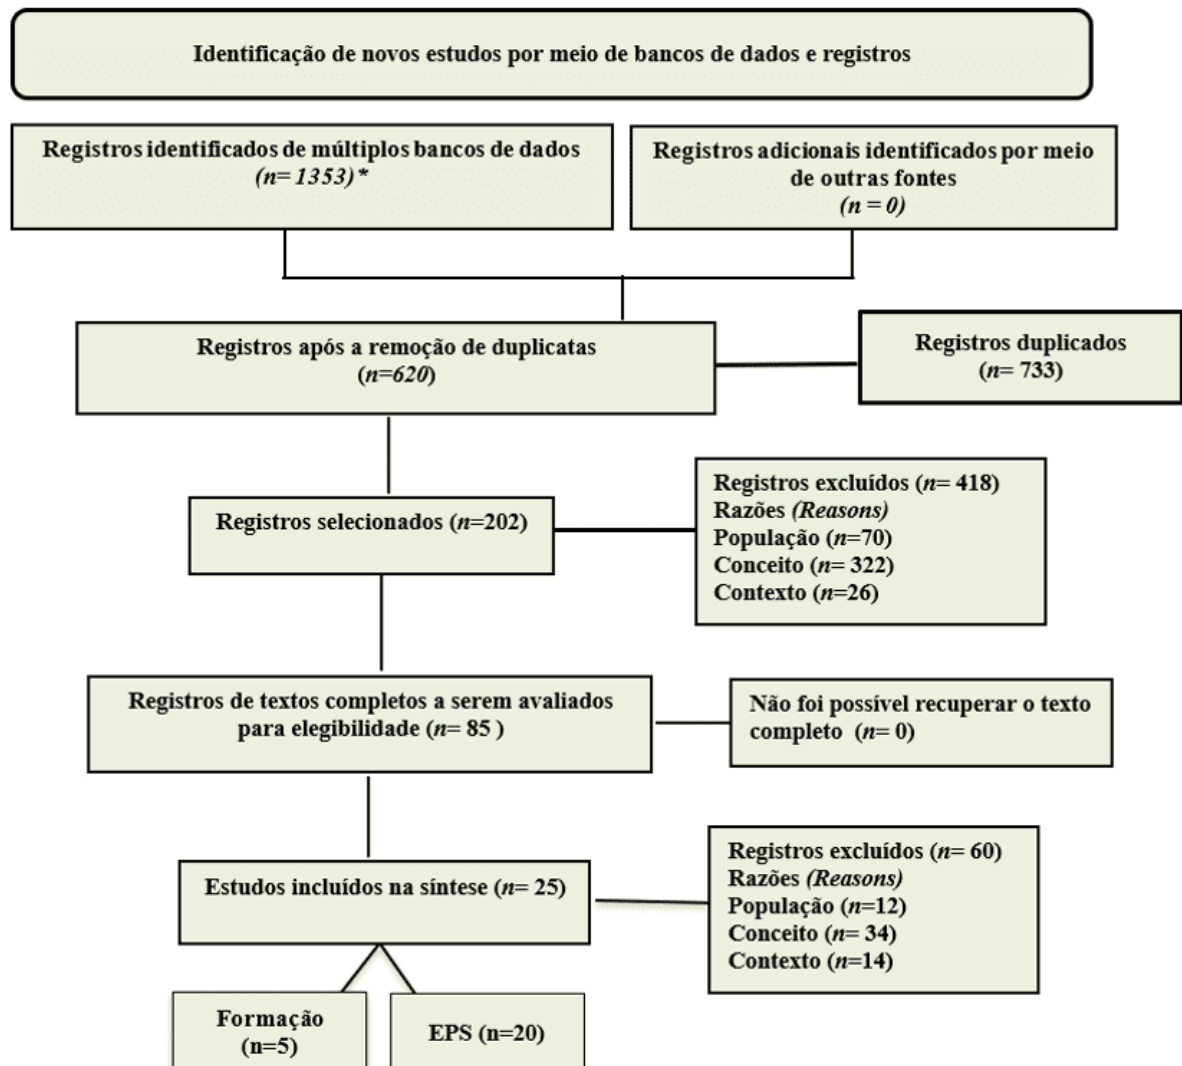 Identificação de novos estudos por meio de bancos de dados e registros
Registros identificados de múltiplos bancos de dados
(n= 1353)*
Registros adicionais identificados por meio
de outras fontes
(n = 0)
Registros após a remoção de duplicatas
(n=620)
Registros duplicados
(n= 733)
Registros selecionados (n=202)
Registros excluídos (n= 418)
Razões (Reasons)
População (n=70)
Conceito (n= 322)
Contexto (n=26)
Registros de textos completos a serem avaliados
para elegibilidade (n= 85 )
Não foi possível recuperar o texto
completo (n= 0)
Estudos incluídos na síntese (n= 25)
Registros excluídos (n= 60)
Razões (Reasons)
População (n=12)
Conceito (n= 34)
Contexto (n=14)
Formação
(n=5)
EPS (n=20)